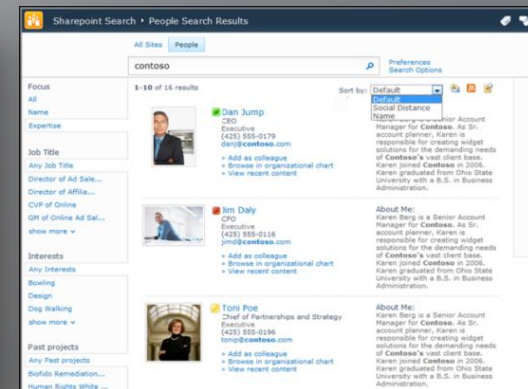 Sharepoint Search ▸ People Search Results
All Sites People
contoso
Preferences
Search Options
Focus
All
Name
Expertise
Job Title
Any Job Title
Director of Ad Sale...
Director of Affilia...
CVP of Online
GM of Online Ad Sal...
show more
Interests
Any Interests
Bowling
Design
Dog Walking
show more
Past projects
Any Past projects
Biofido Remediation...
Human Rights White ...
1-10 of 16 results
Sort by: Default
Default
Social Distance
Name
Dan Jump
CEO
Executive
(425) 555-0179
danj@contoso.com
+ Add as colleague
+ Browse in organizational chart
+ View recent content
Karen Berg is a Senior Account
Manager for Contoso. As Sr.
account planner, Karen is
responsible for creating widget
solutions for the demanding needs
of Contoso's vast client base.
Karen joined Contoso in 2006.
Karen graduated from Ohio State
University with a B.S. in Business
Administration.
Jim Daly
CFO
Executive
(425) 555-0116
jimd@contoso.com
+ Add as colleague
+ Browse in organizational chart
+ View recent content
About Me:
Karen Berg is a Senior Account
Manager for Contoso. As Sr.
account planner, Karen is
responsible for creating widget
solutions for the demanding needs
of Contoso's vast client base.
Karen joined Contoso in 2006.
Karen graduated from Ohio State
University with a B.S. in Business
Administration.
Toni Poe
Chief of Partnerships and Strategy
Executive
(425) 555-0196
tonip@contoso.com
+ Add as colleague
+ Browse in organizational chart
+ View recent content
About Me:
Karen Berg is a Senior Account
Manager for Contoso. As Sr.
account planner, Karen is
responsible for creating widget
solutions for the demanding needs
of Contoso's vast client base.
Karen joined Contoso in 2006.
Karen graduated from Ohio State
University with a B.S. in Business
Administration.